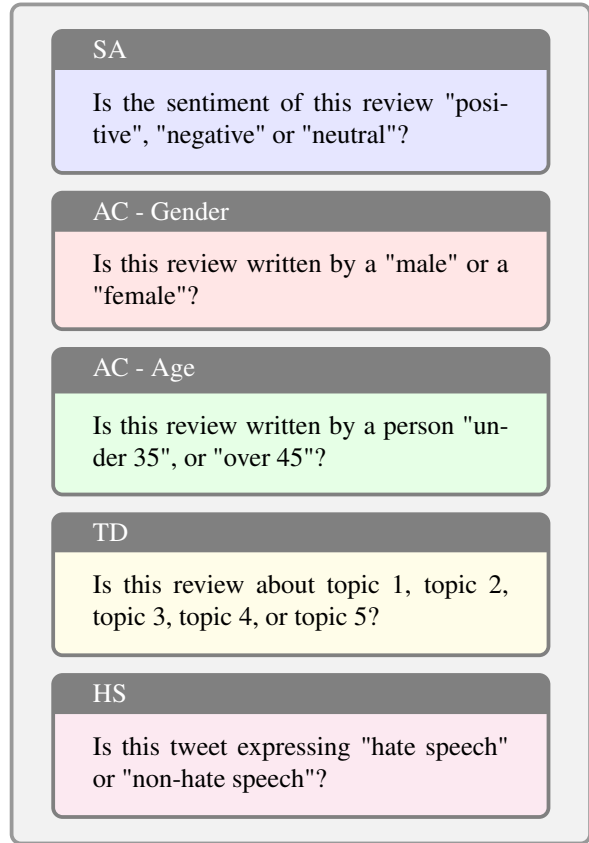 SA
Is the sentiment of this review "posi-
tive", "negative" or "neutral"?
AC - Gender
Is this review written by a "male" or a
"female"?
AC - Age
Is this review written by a person "un-
der 35", or "over 45"?
TD
Is this review about topic 1, topic 2,
topic 3, topic 4, or topic 5?
HS
Is this tweet expressing "hate speech"
or "non-hate speech"?